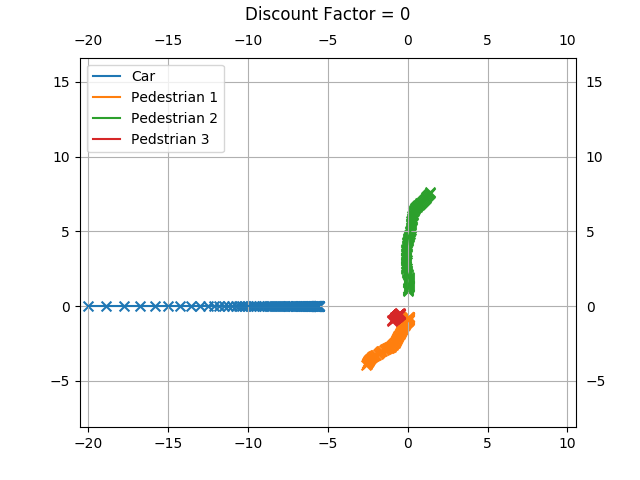 Discount Factor = 0
−20 −15 −10 −5 0 5 10
Car
Pedestrian 1
Pedestrian 2
Pedstrian 3
15 15
10 10
5 5
0 0
−5 −5
−20 −15 −10 −5 0 5 10